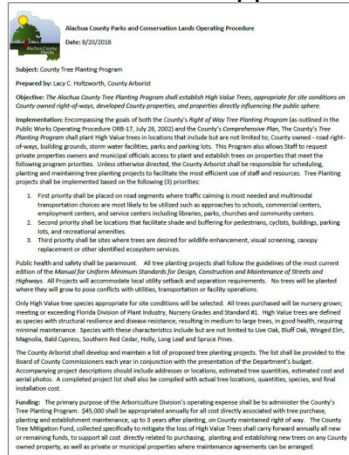 Alachua County Parks and Conservation Lands Operating Procedure
Date: 8/20/2018
Alachua County
Subject: County Tree Planting Program
Prepared by: Lacy C. Holtzworth, County Arborist
Objective: The Alachua County Tree Planting Program shall establish High Value Trees, appropriate for site conditions on
County owned right-of-ways, developed County properties, and properties directly influencing the public sphere.
Implementation: Encompassing the goals of both the County's Right of Way Tree Planting Program (as outlined in the
Public Works Operating Procedure ORB-17, July 26, 2002) and the County's Comprehensive Plan, The County's Tree
Planting Program shall plant High Value trees in locations that include but are not limited to; County owned - road right-
of-ways, building grounds, storm water facilities, parks and parking lots. This Program also allows Staff to request
private properties owners and municipal officials access to plant and establish trees on properties that meet the
following program priorities. Unless otherwise directed, the County Arborist shall be responsible for scheduling,
planting and maintaining tree planting projects to facilitate the most efficient use of staff and resources. Tree Planting
projects shall be implemented based on the following (3) priorities:
1. First priority shall be placed on road segments where traffic calming is most needed and multimodal
transportation choices are most likely to be utilized such as approaches to schools, commercial centers,
employment centers, and service centers including libraries, parks, churches and community centers.
2. Second priority shall be locations that facilitate shade and buffering for pedestrians, cyclists, buildings, parking
lots, and recreational amenities.
3. Third priority shall be sites where trees are desired for wildlife enhancement, visual screening, canopy
replacement or other identified ecosystem services.
Public health and safety shall be paramount. All tree planting projects shall follow the guidelines of the most current
edition of the Manual for Uniform Minimum Standards for Design, Construction and Maintenance of Streets and
Highways. All Projects will accommodate local utility setback and separation requirements. No trees will be planted
where they will grow to pose conflicts with utilities, transportation or facility operations.
Only High Value tree species appropriate for site conditions will be selected. All trees purchased will be nursery grown;
meeting or exceeding Florida Division of Plant Industry, Nursery Grades and Standard #1. High Value trees are defined
as species with structural resilience and disease resistance, resulting in medium to large trees, in good health, requiring
minimal maintenance. Species with these characteristics include but are not limited to Live Oak, Bluff Oak, Winged Elm,
Magnolia, Bald Cypress, Southern Red Cedar, Holly, Long Leaf and Spruce Pines.
The County Arborist shall develop and maintain a list of proposed tree planting projects. The list shall be provided to the
Board of County Commissioners each year in conjunction with the presentation of the Department's budget.
Accompanying project descriptions should include addresses or locations, estimated tree quantities, estimated cost and
aerial photos. A completed project list shall also be compiled with actual tree locations, quantities, species, and final
installation cost.
Funding: The primary purpose of the Arboriculture Division's operating expense shall be to administer the County's
Tree Planting Program. $45,000 shall be appropriated annually for all cost directly associated with tree purchase,
planting and establishment maintenance, up to 3 years after planting, on County maintained right of way. The County
Tree Mitigation Fund, collected specifically to mitigate the loss of High Value Trees shall carry forward annually all new
or remaining funds, to support all cost directly related to purchasing, planting and establishing new trees on any County
owned property, as well as private or municipal properties where maintenance agreements can be arranged.